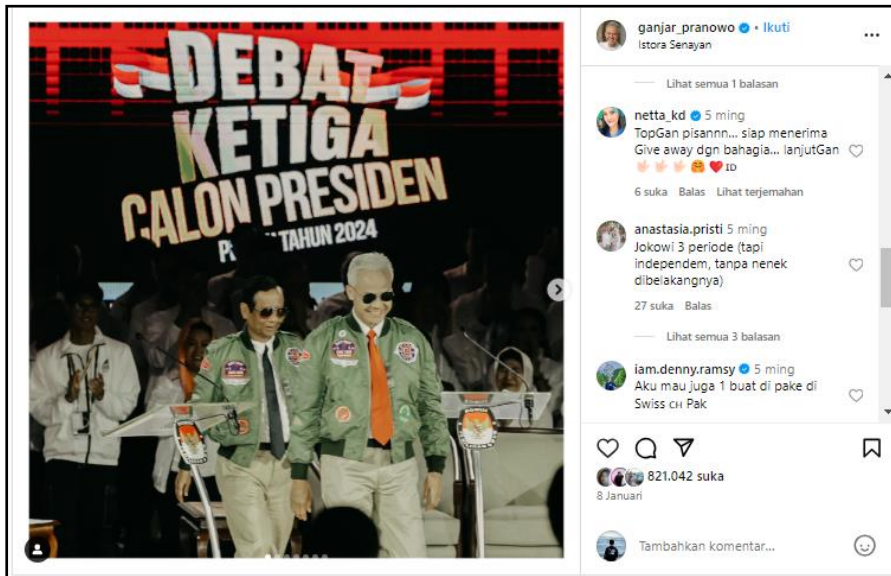 DEBAT
KETIGA
CALON PRESIDEN
TAHUN 2024
ganjar_pranowo • Ikuti
Istora Senayan
Lihat semua 1 balasan
netta_kd 5 ming
TopGan pisannn... siap menerima
Give away dgn bahagia... lanjutGan
ID
6 suka Balas Lihat terjemahan
anastasia.pristi 5 ming
Jokowi 3 periode (tapi
independem, tanpa nenek
dibelakangnya)
27 suka Balas
Lihat semua 3 balasan
iam.denny.ramsy 5 ming
Aku mau juga 1 buat di pake di
Swiss CH Pak
821.042 suka
8 Januari
Tambahkan komentar...